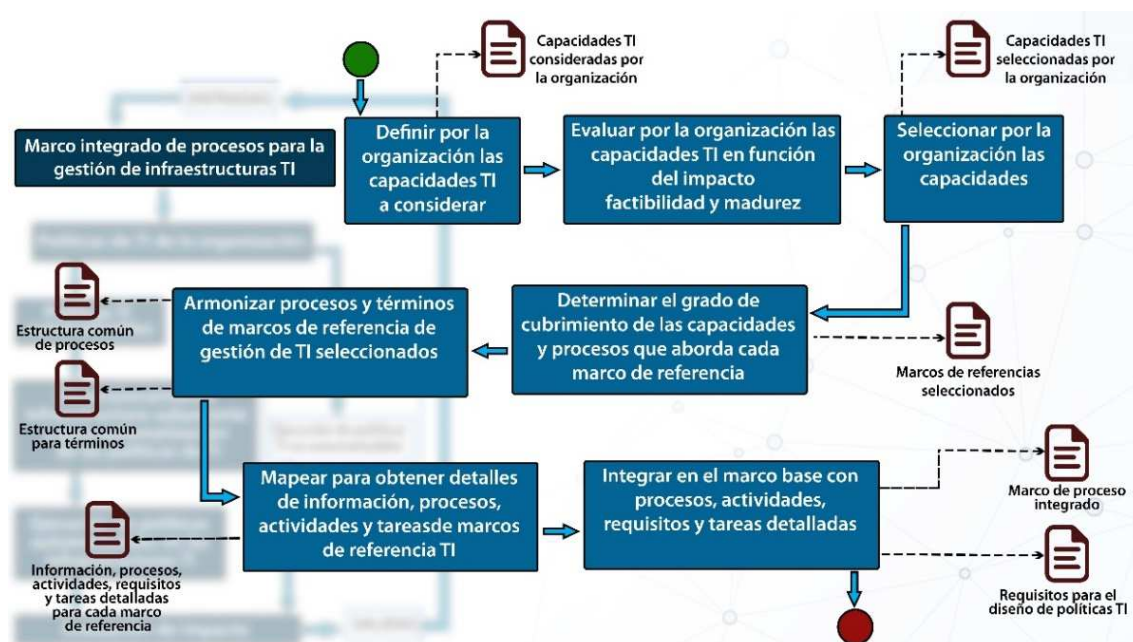 Capacidades TI
consideradas por
la organización
Capacidades TI
seleccionadas por
la organización
Marco integrado de procesos para la
gestión de infraestructuras TI
Definir por la
organización las
capacidades TI
a considerar
Evaluar por la organización las
capacidades TI en función
del impacto
factibilidad y madurez
Seleccionar por la
organización las
capacidades
Políticas de TI de la organización
Estructura común
de procesos
Armonizar procesos y términos
de marcos de referencia de
gestión de TI seleccionados
Determinar el grado de
cubrimiento de las capacidades
y procesos que aborda cada
marco de referencia
Marcos de referencias
seleccionados
Estructura común
para términos
Mapear para obtener detalles
de información, procesos,
actividades y tareasde marcos
de referencia TI
Integrar en el marco base con
procesos, actividades,
requisitos y tareas detalladas
Marco de proceso
integrado
Información, procesos,
actividades, requisitos
y tareas detalladas
para cada marco
de referencia
Requisitos para el
diseño de políticas TI